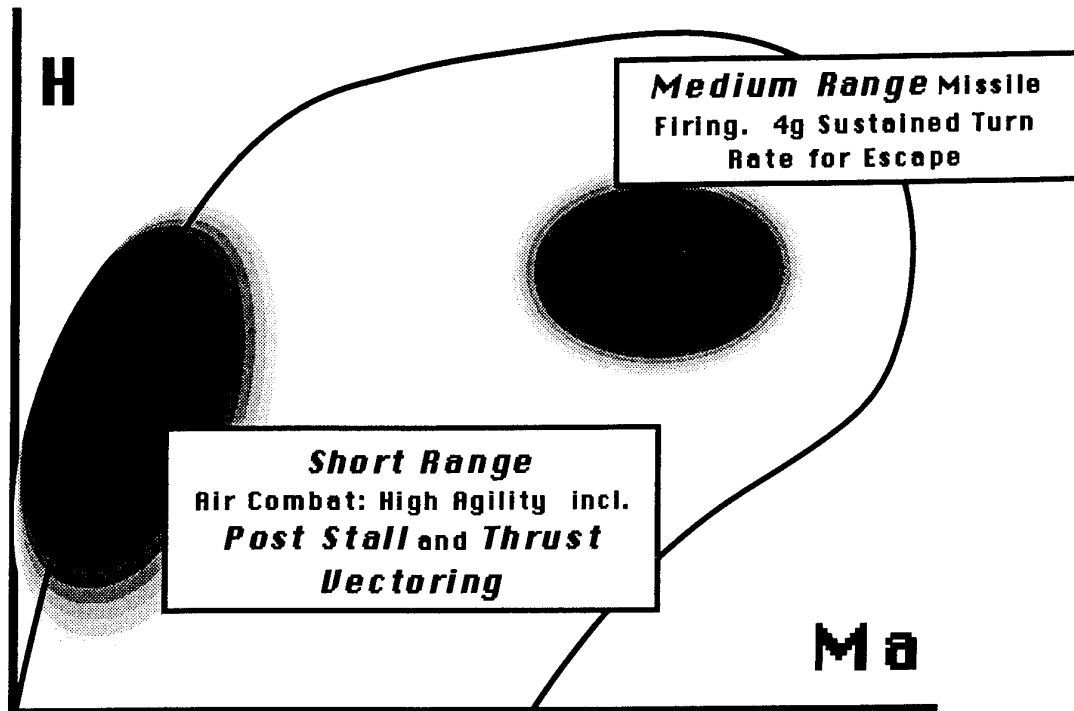 H
Medium Range Missile
Firing. 4g Sustained Turn
Rate for Escape
Short Range
Air Combat: High Agility incl.
Post Stall and Thrust
Vectoring
Ma